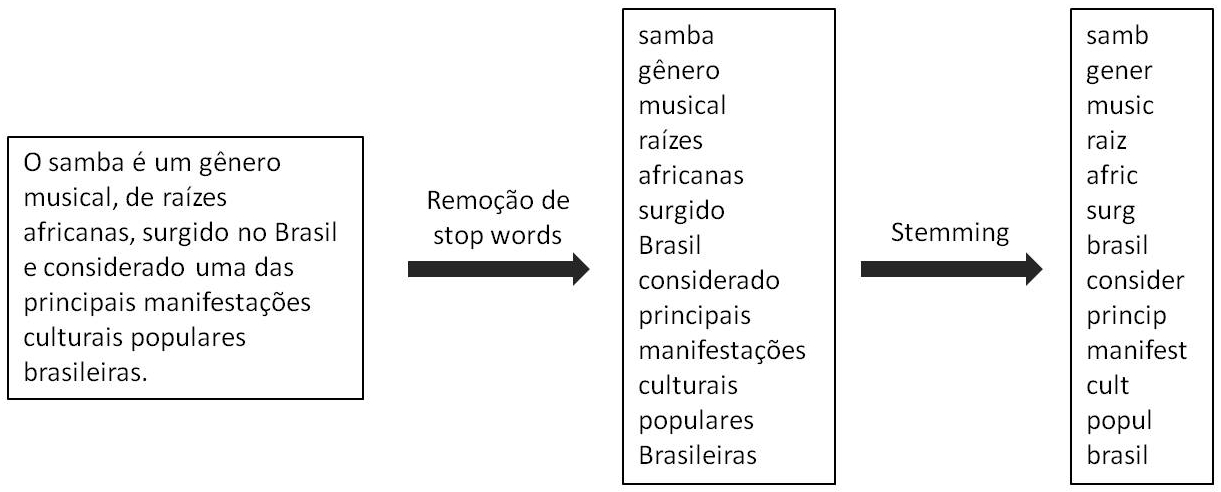 O samba é um gênero
musical, de raízes
africanas, surgido no Brasil
e considerado uma das
principais manifestações
culturais populares
brasileiras.
Remoção de
stop words
samba
gênero
musical
raízes
africanas
surgido
Brasil
considerado
principais
manifestações
culturais
populares
Brasileiras
Stemming
samb
gener
music
raiz
afric
surg
brasil
consider
princip
manifest
cult
popul
brasil